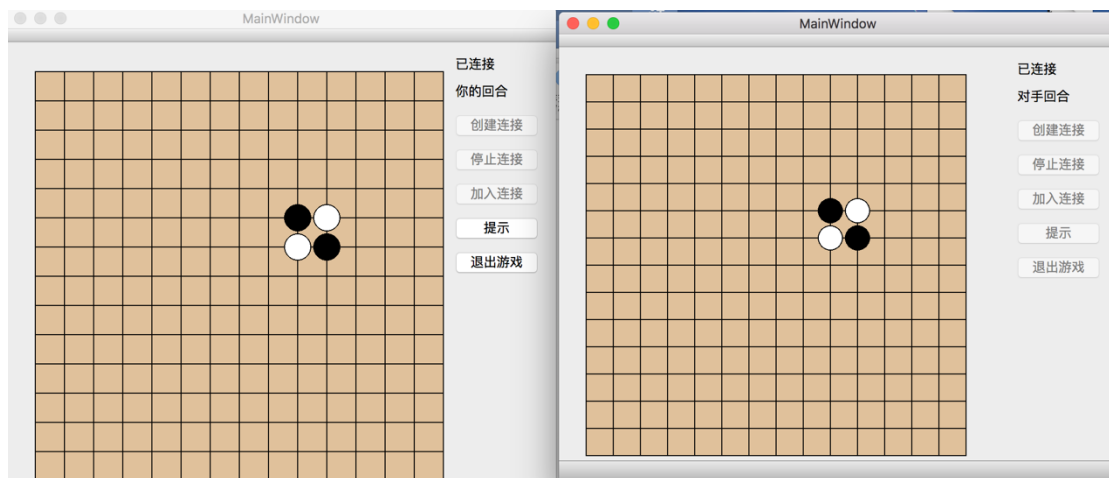 MainWindow
已连接
你的回合
创建连接
停止连接
加入连接
提示
退出游戏
MainWindow
已连接
对手回合
创建连接
停止连接
加入连接
提示
退出游戏